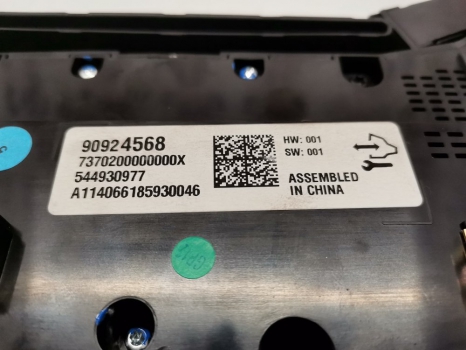 90924568
7370200000000X
544930977
A114066185930046
HW: 001
SW: 001
ASSEMBLED
IN CHINA